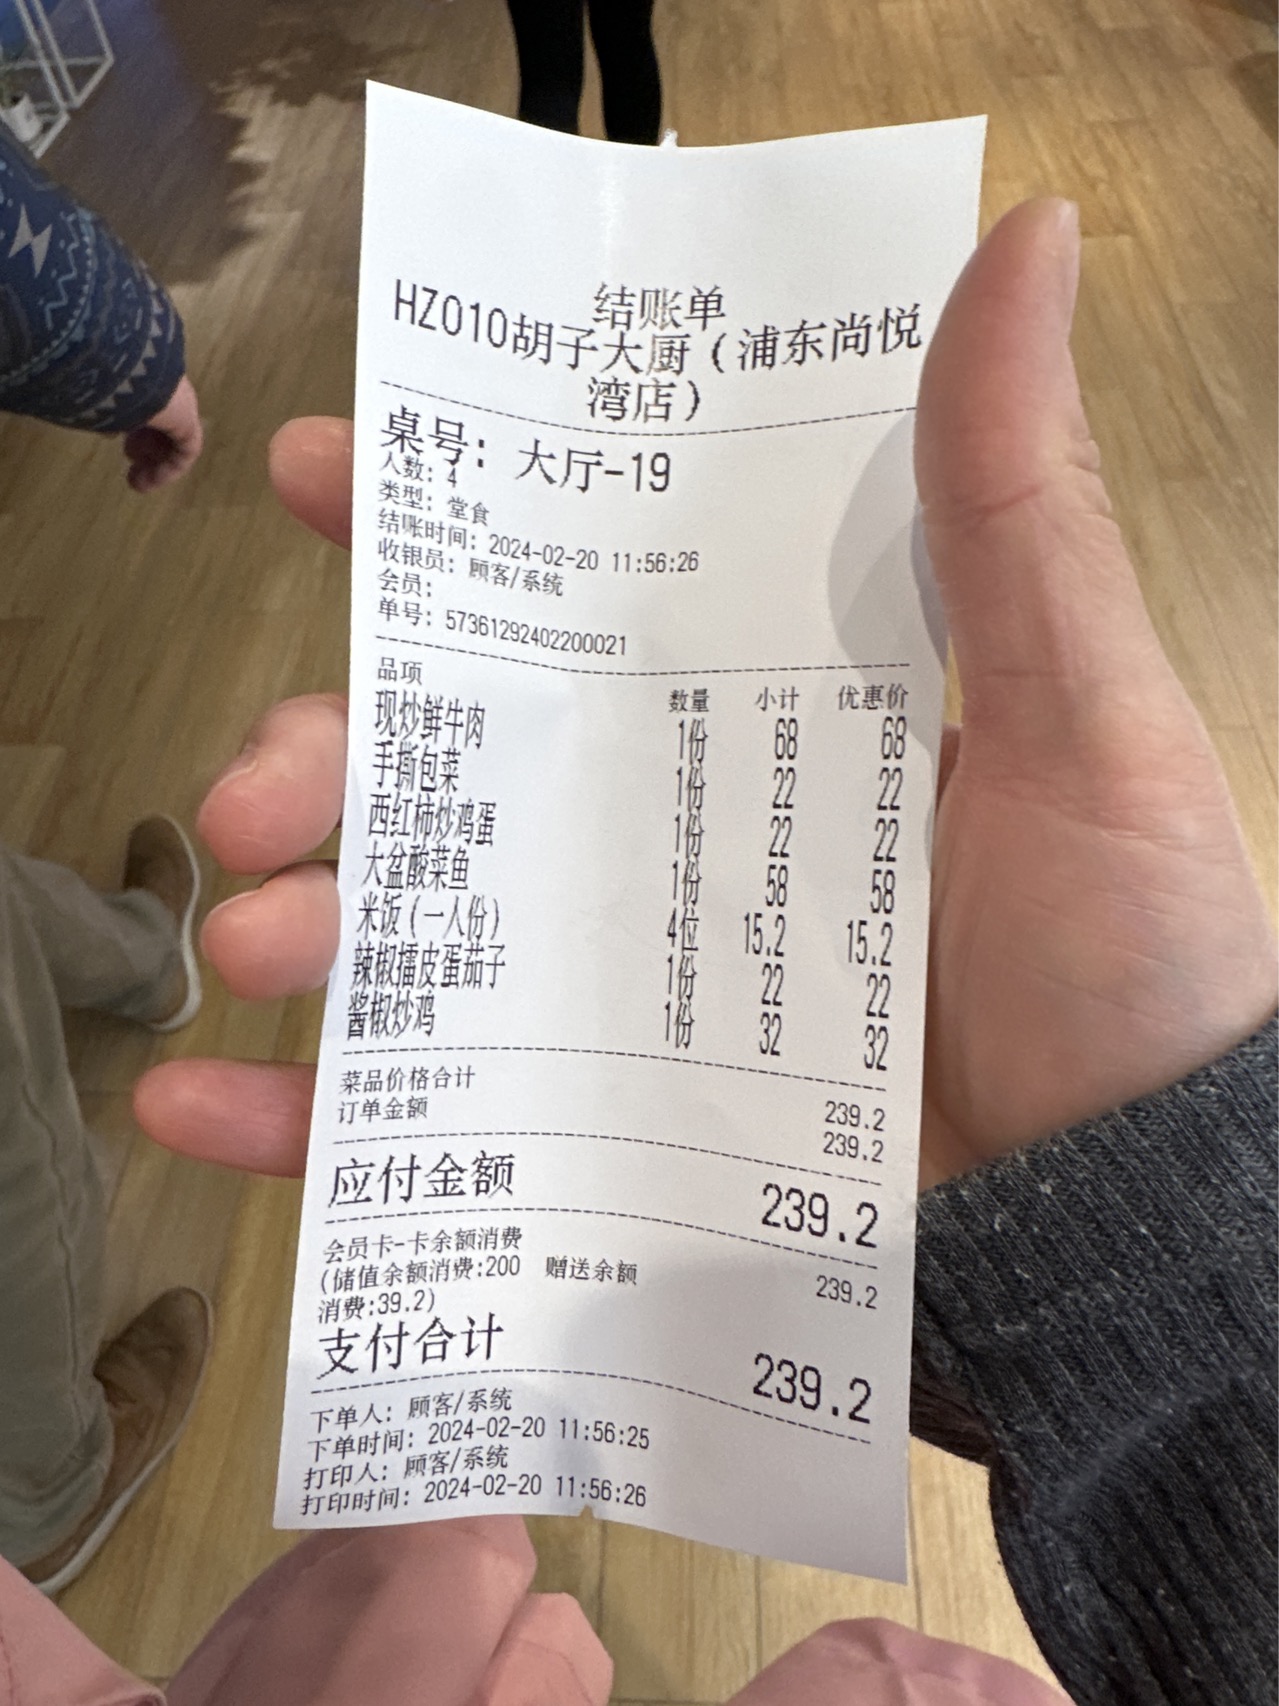 结账单
HZ010胡子大厨（浦东尚悦
湾店）
桌号：大厅-19
人数：4
类型：堂食
结账时间：2024-02-20 11:56:26
收银员：顾客/系统
会员：
单号：57361292402200021
品项 数量 小计 优惠价
现炒鲜牛肉 1份 68 68
手撕包菜 1份 22 22
西红柿炒鸡蛋 1份 22 22
大盆酸菜鱼 1份 58 58
米饭（一人份） 4位 15.2 15.2
辣椒擂皮蛋茄子 1份 22 22
酱椒炒鸡 1份 32 32
菜品价格合计 239.2
订单金额 239.2
应付金额 239.2
会员卡-卡余额消费 239.2
(储值余额消费:200 赠送余额
消费:39.2)
支付合计 239.2
下单人：顾客/系统
下单时间：2024-02-20 11:56:25
打印人：顾客/系统
打印时间：2024-02-20 11:56:26